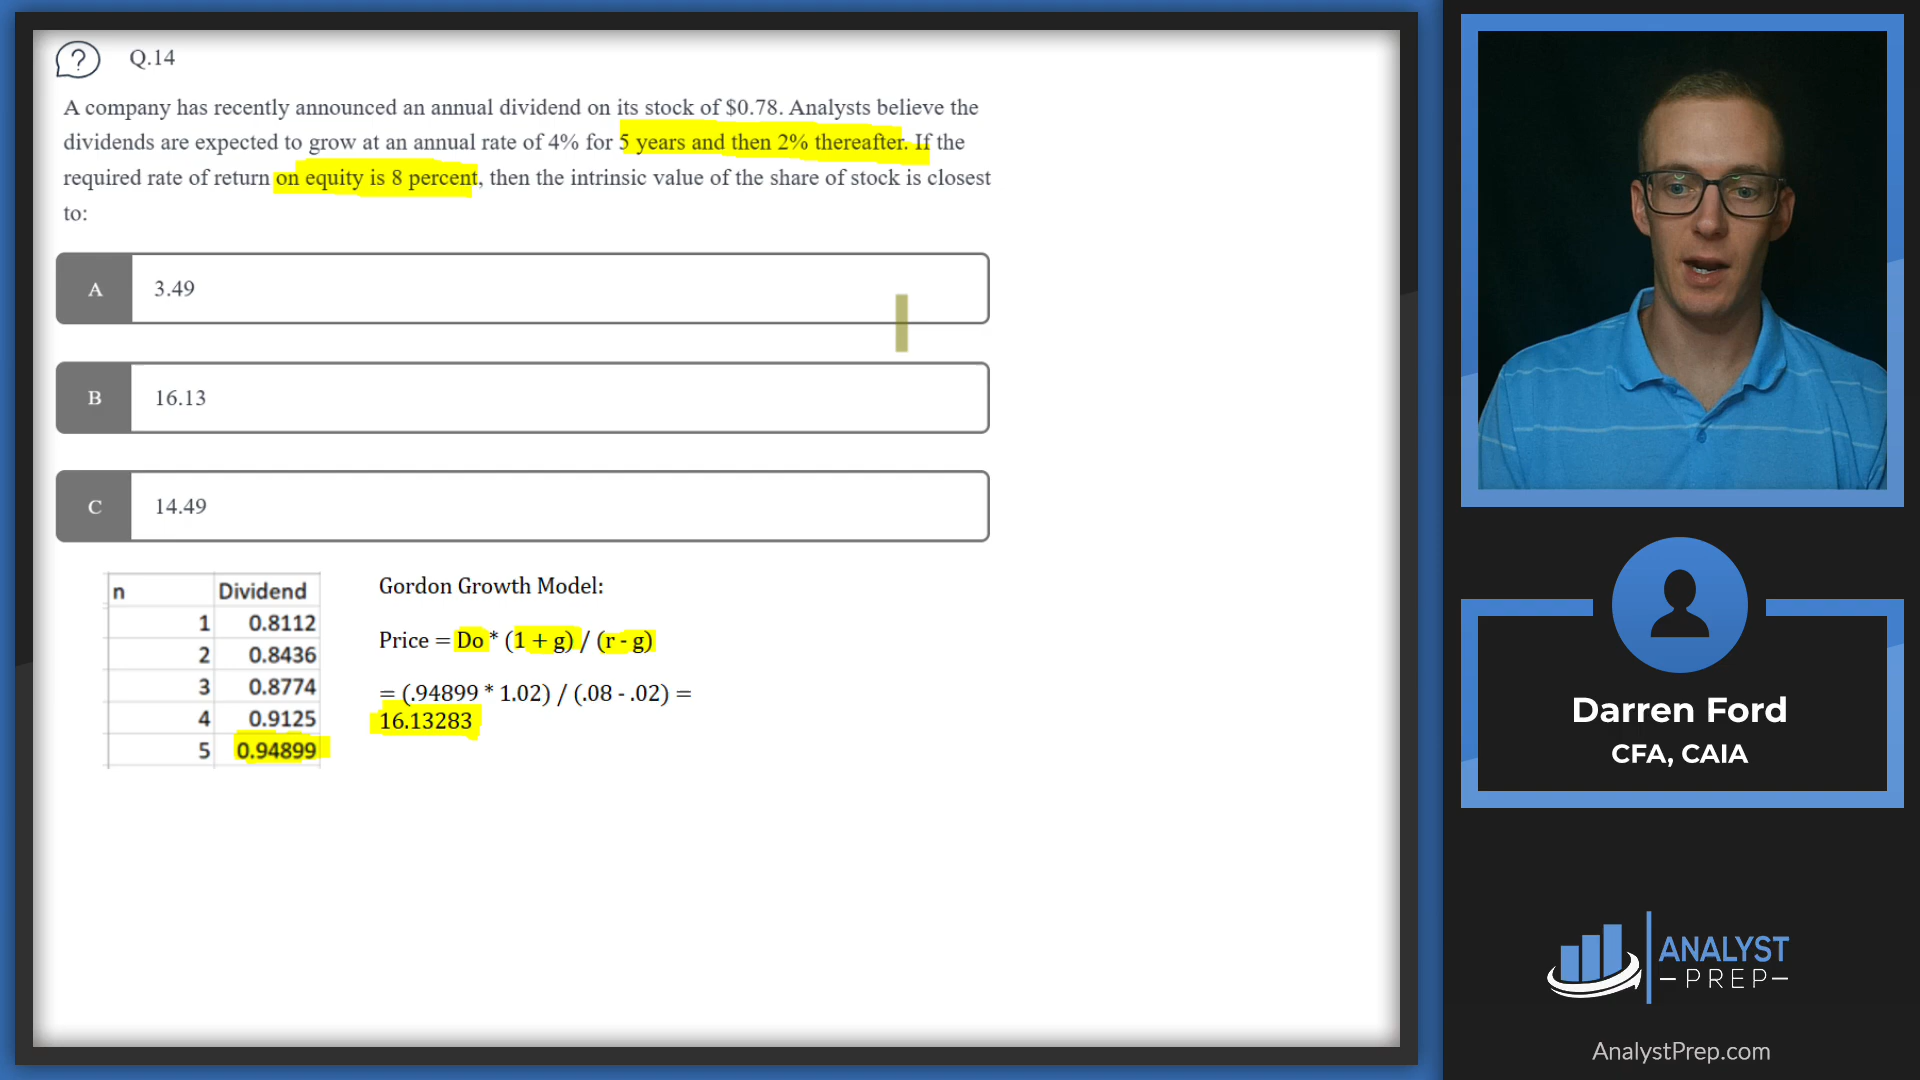 ?
Q.14
A company has recently announced an annual dividend on its stock of $0.78. Analysts believe the
dividends are expected to grow at an annual rate of 4% for 5 years and then 2% thereafter. If the
required rate of return on equity is 8 percent, then the intrinsic value of the share of stock is closest
to:
A 3.49
B 16.13
C 14.49
n Dividend
1 0.8112
2 0.8436
3 0.8774
4 0.9125
5 0.94899
Gordon Growth Model:
Price = Do * (1 + g) / (r - g)
= (.94899 * 1.02) / (.08 - .02) =
16.13283
Darren Ford
CFA, CAIA
ANALYST
PREP
AnalystPrep.com